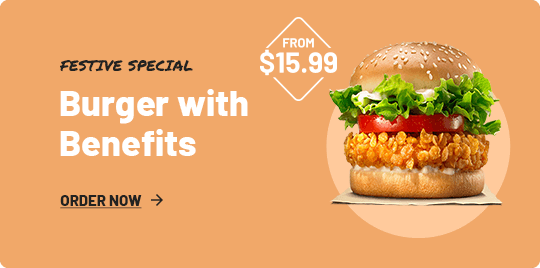 FESTIVE SPECIAL
Burger with
Benefits
ORDER NOW
FROM
$15.99